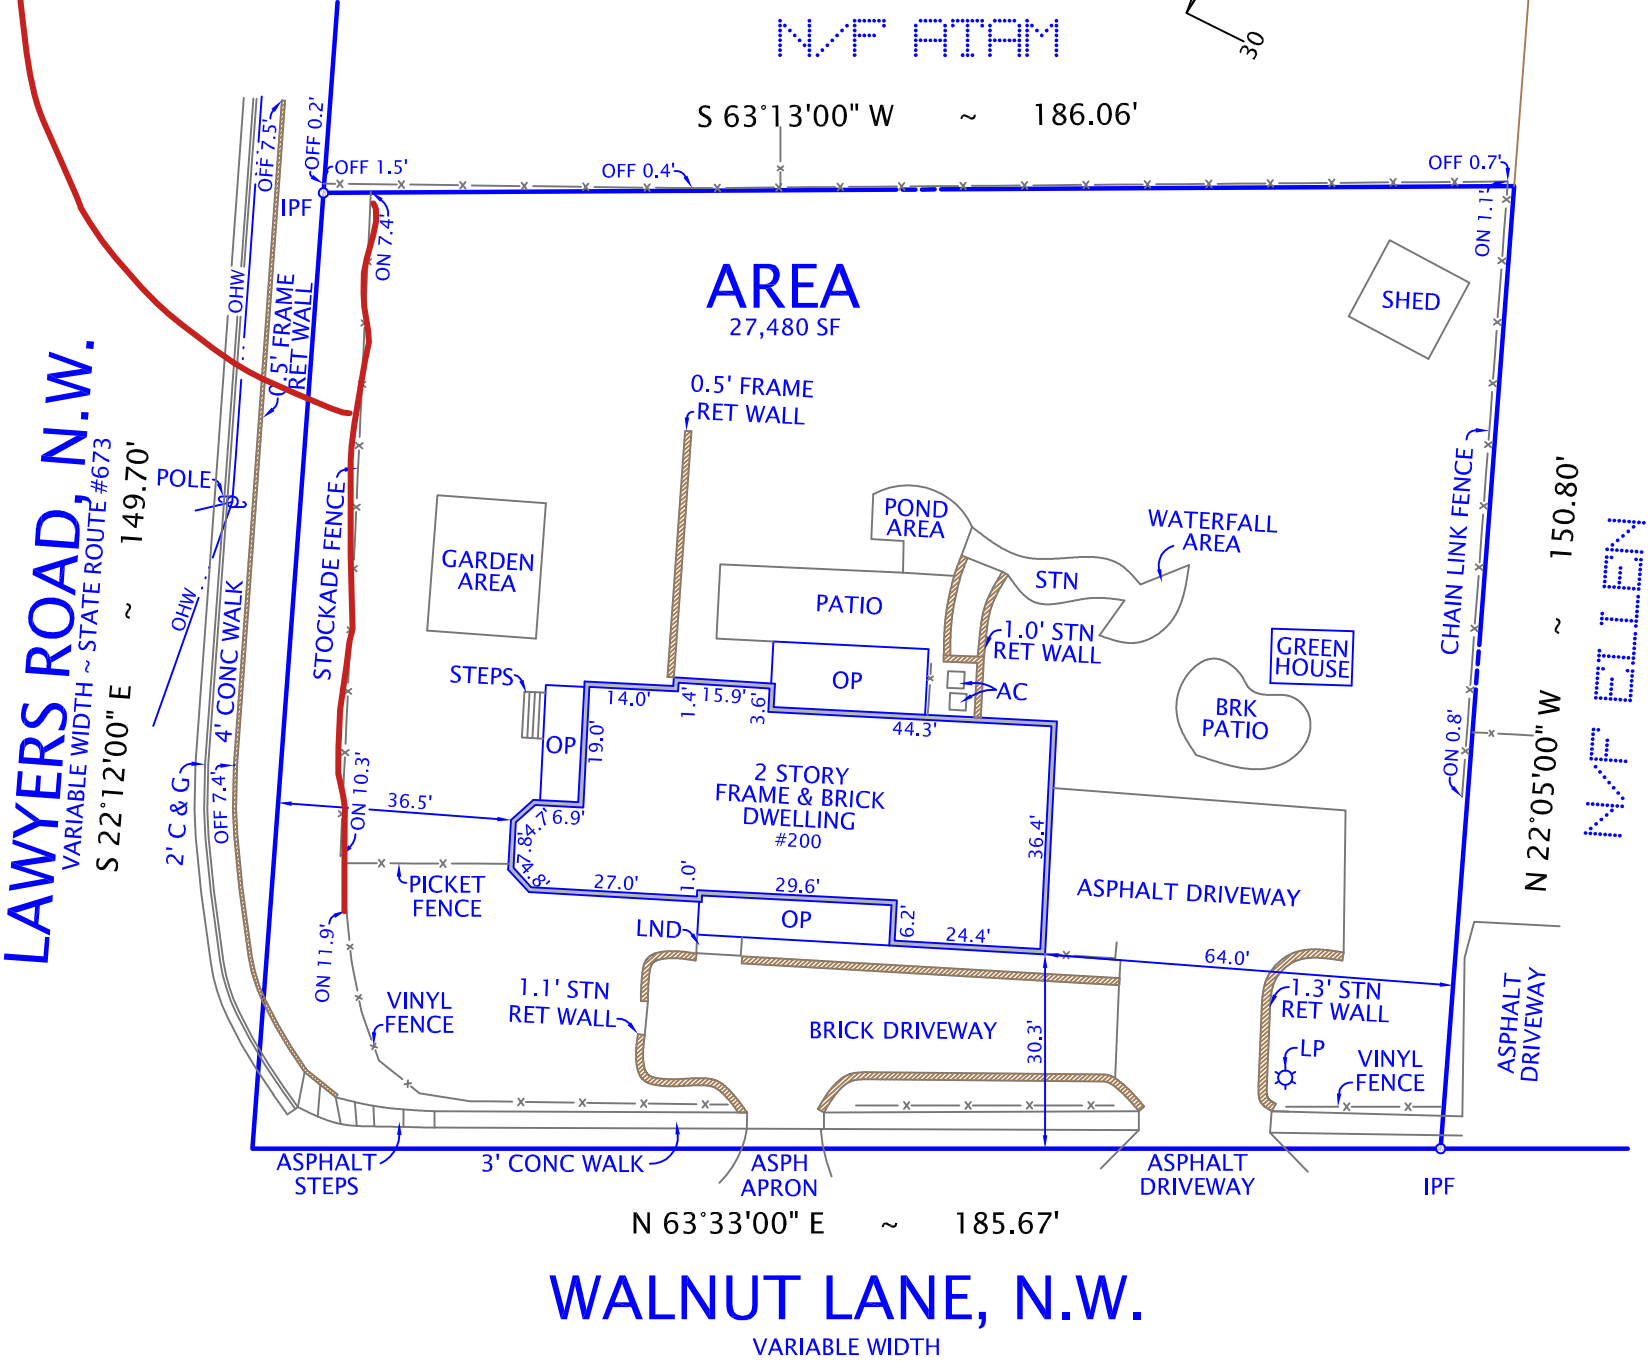 N/F ATAM
30
S 63°13'00" W ~ 186.06'
OFF 7.5'
OFF 0.2'
OFF 1.5'
OFF 0.4'
OFF 0.7'
IPF
ON 7.4'
ON 1.1'
AREA
27,480 SF
SHED
OHW
0.5' FRAME
RET WALL
0.5' FRAME
RET WALL
LAWYERS ROAD, N.W.
VARIABLE WIDTH ~ STATE ROUTE #673
S 22°12'00" E ~ 149.70'
POLE
OHW
STOCKADE FENCE
GARDEN
AREA
POND
AREA
WATERFALL
AREA
STN
PATIO
1.0' STN
RET WALL
CHAIN LINK FENCE
N 22°05'00" W ~ 150.80'
N/F EILEN
GREEN
HOUSE
BRK
PATIO
STEPS
OP
OP
AC
14.0'
1.4'
15.9'
3.6'
44.3'
19.0'
ON 0.8'
4' CONC WALK
2' C & G
OFF 7.4'
ON 10.3'
36.5'
4.7'
6.9'
7.8'
4.8'
2 STORY
FRAME & BRICK
DWELLING
#200
36.4'
27.0'
1.0'
29.6'
OP
6.2'
24.4'
ASPHALT DRIVEWAY
PICKET
FENCE
LND
64.0'
ON 11.9'
VINYL
FENCE
1.1' STN
RET WALL
BRICK DRIVEWAY
30.3'
1.3' STN
RET WALL
LP
VINYL
FENCE
ASPHALT
DRIVEWAY
ASPHALT
STEPS
3' CONC WALK
ASPH
APRON
ASPHALT
DRIVEWAY
IPF
N 63°33'00" E ~ 185.67'
WALNUT LANE, N.W.
VARIABLE WIDTH